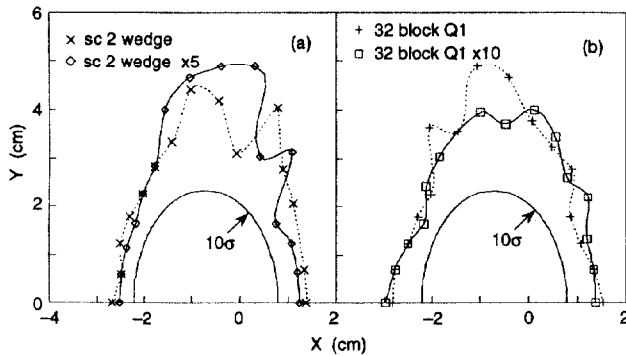 6
4
2
0
Y (cm)
× sc 2 wedge
◇ sc 2 wedge x5
(a)
10σ
+ 32 block Q1
□ 32 block Q1 ×10
(b)
10σ
-4 -2 0 2 -2 0 2
X (cm)